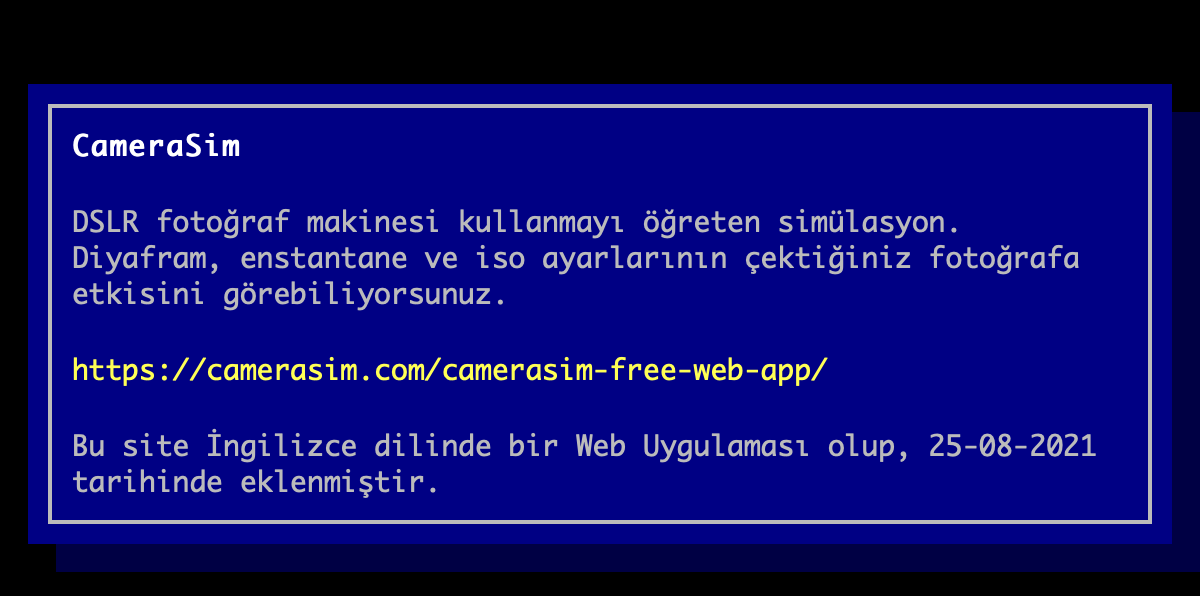 CameraSim
DSLR fotoğraf makinesi kullanmayı öğreten simülasyon.
Diyafram, enstantane ve iso ayarlarının çektiğiniz fotoğrafa
etkisini görebiliyorsunuz.
https://camerasim.com/camerasim-free-web-app/
Bu site İngilizce dilinde bir Web Uygulaması olup, 25-08-2021
tarihinde eklenmiştir.